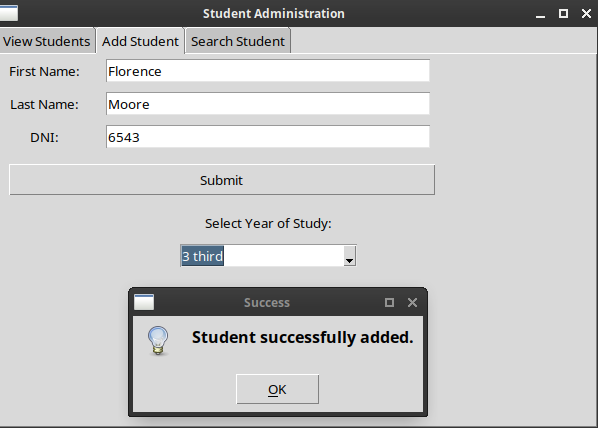 Student Administration
View Students Add Student Search Student
First Name: Florence
Last Name: Moore
DNI: 6543
Submit
Select Year of Study:
3 third
Success
Student successfully added.
OK